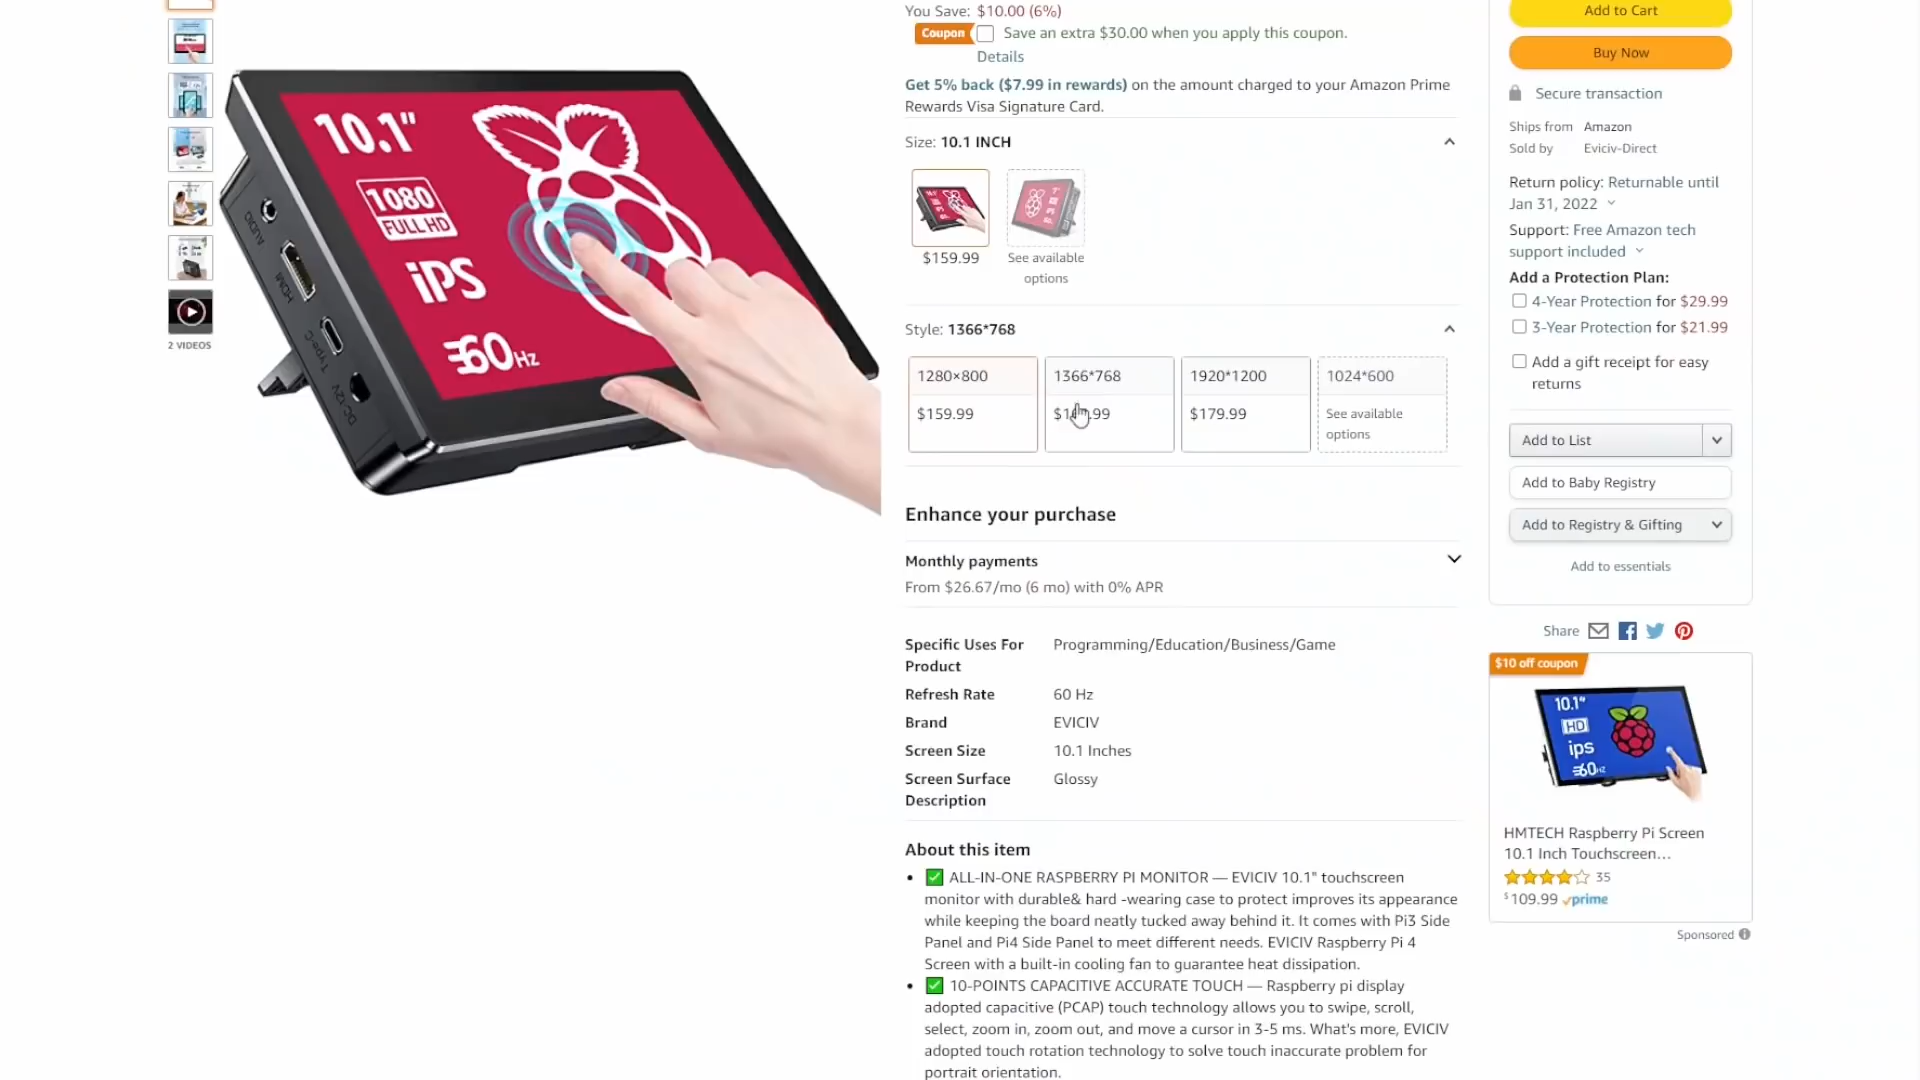 You Save: $10.00 (6%)
Coupon Save an extra $30.00 when you apply this coupon.
Details
Get 5% back ($7.99 in rewards) on the amount charged to your Amazon Prime
Rewards Visa Signature Card.
Size: 10.1 INCH
$159.99
See available
options
Style: 1366*768
1280×800
$159.99
1366*768
1920*1200
$179.99
1024*600
See available
options
Enhance your purchase
Monthly payments
From $26.67/mo (6 mo) with 0% APR
Specific Uses For
Product
Programming/Education/Business/Game
Refresh Rate
60 Hz
Brand
EVICIV
Screen Size
10.1 Inches
Screen Surface
Description
Glossy
About this item
✅ ALL-IN-ONE RASPBERRY PI MONITOR — EVICIV 10.1" touchscreen
monitor with durable& hard -wearing case to protect improves its appearance
while keeping the board neatly tucked away behind it. It comes with Pi3 Side
Panel and Pi4 Side Panel to meet different needs. EVICIV Raspberry Pi 4
Screen with a built-in cooling fan to guarantee heat dissipation.
✅ 10-POINTS CAPACITIVE ACCURATE TOUCH — Raspberry pi display
adopted capacitive (PCAP) touch technology allows you to swipe, scroll,
select, zoom in, zoom out, and move a cursor in 3-5 ms. What's more, EVICIV
adopted touch rotation technology to solve touch inaccurate problem for
portrait orientation.
2 VIDEOS
10.1"
1080
FULL HD
iPS
60Hz
AUDIO
HDMI
Type-C
DC-12V
Add to Cart
Buy Now
Secure transaction
Ships from Amazon
Sold by Eviciv-Direct
Return policy: Returnable until
Jan 31, 2022
Support: Free Amazon tech
support included
Add a Protection Plan:
4-Year Protection for $29.99
3-Year Protection for $21.99
Add a gift receipt for easy
returns
Add to List
Add to Baby Registry
Add to Registry & Gifting
Add to essentials
Share
$10 off coupon
10.1"
HD
ips
60Hz
HMTECH Raspberry Pi Screen
10.1 Inch Touchscreen…
35
$109.99 prime
Sponsored